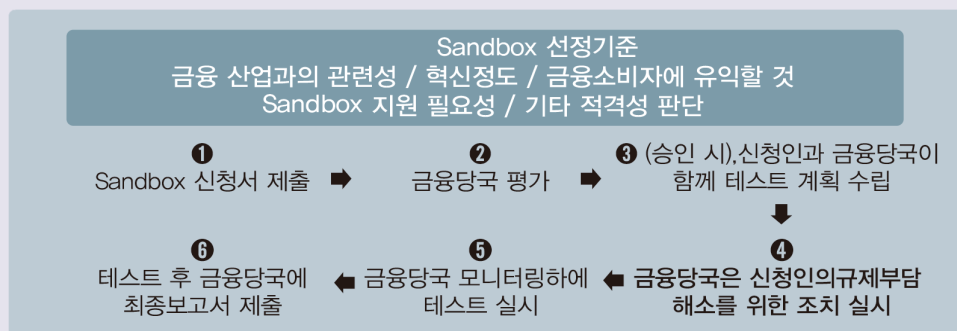 Sandbox 선정기준
금융 산업과의 관련성 / 혁신정도 / 금융소비자에 유익할 것
Sandbox 지원 필요성 / 기타 적격성 판단
❶
Sandbox 신청서 제출 ➡
❷
금융당국 평가 ➡
❸ (승인 시),신청인과 금융당국이
함께 테스트 계획 수립
⬇
❹
⬅ 금융당국은 신청인의규제부담
해소를 위한 조치 실시
❺
⬅ 금융당국 모니터링하에
테스트 실시
❻
테스트 후 금융당국에
최종보고서 제출